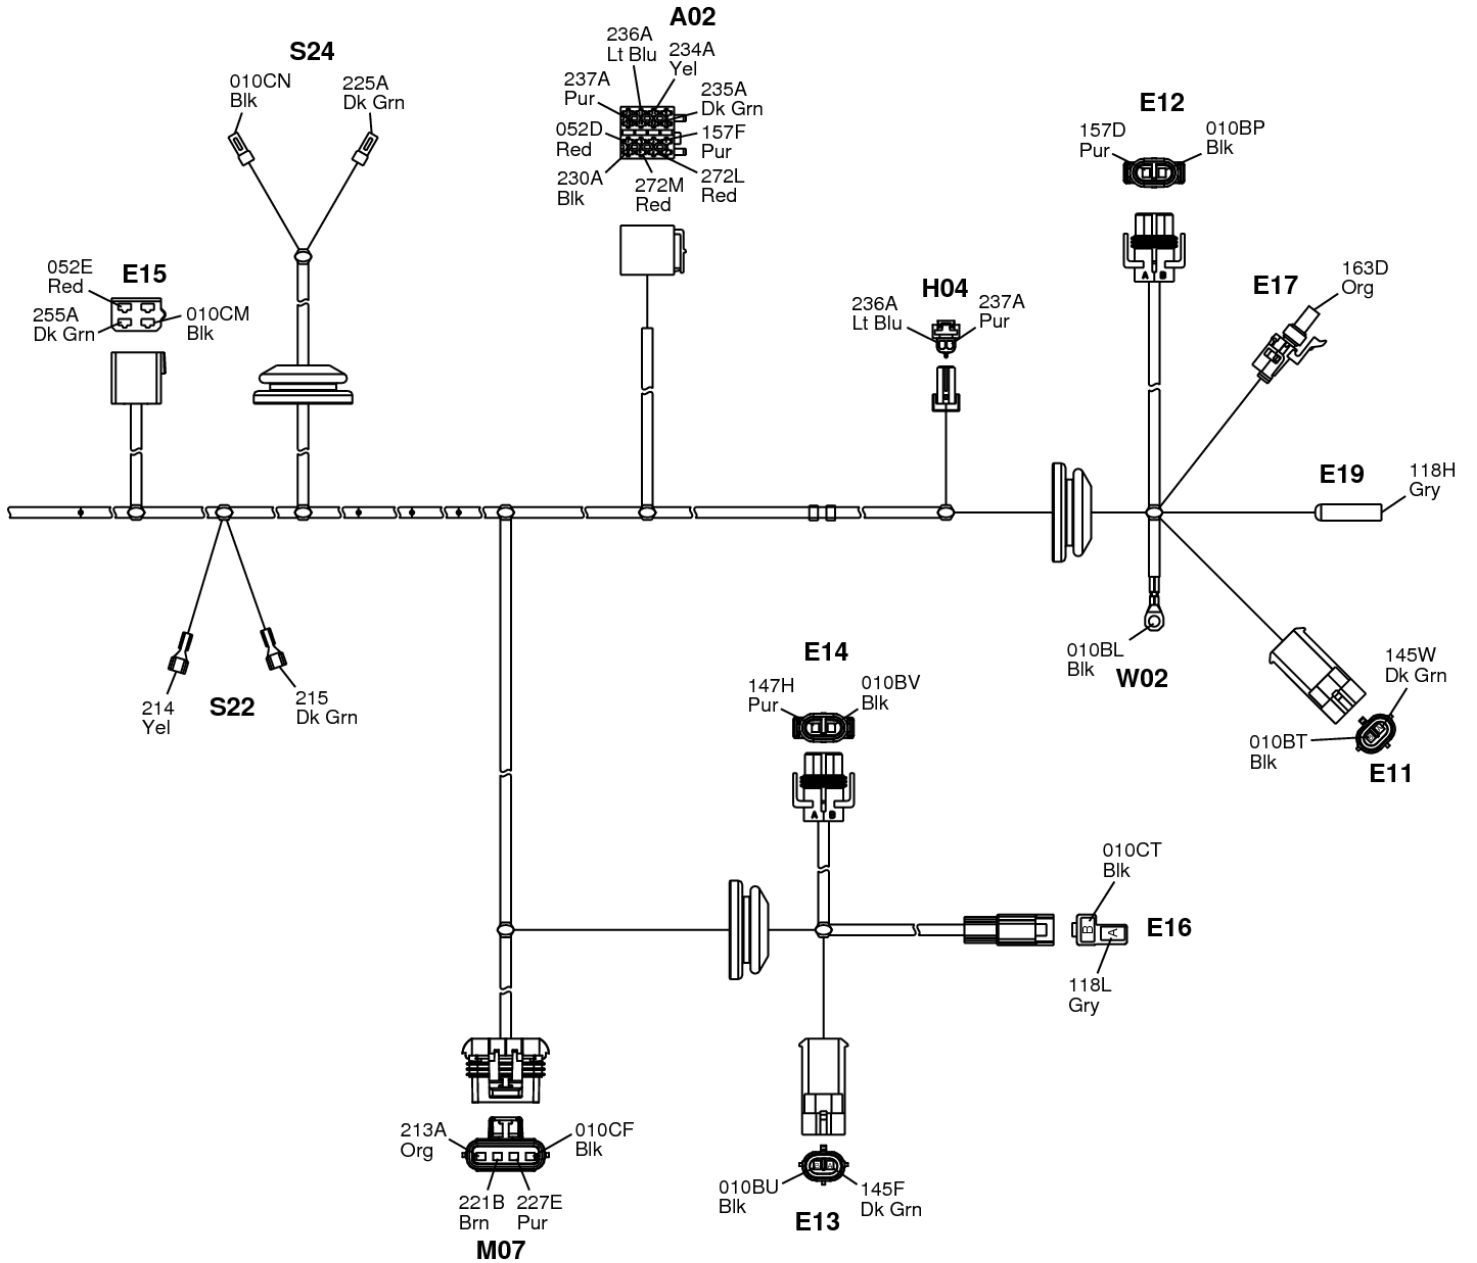 A02
236A
Lt Blu
234A
Yel
S24
010CN
Blk
225A
Dk Grn
237A
Pur
235A
Dk Grn
052D
Red
157F
Pur
230A
Blk
272M
Red
272L
Red
E12
157D
Pur
010BP
Blk
A B
052E
Red
E15
255A
Dk Grn
010CM
Blk
H04
236A
Lt Blu
237A
Pur
E17
163D
Org
E19
118H
Gry
214
Yel
S22
215
Dk Grn
010BL
Blk
W02
E14
147H
Pur
010BV
Blk
A B
145W
Dk Grn
010BT
Blk
E11
010CT
Blk
B
A
E16
118L
Gry
213A
Org
010CF
Blk
221B
Brn
227E
Pur
M07
010BU
Blk
145F
Dk Grn
E13